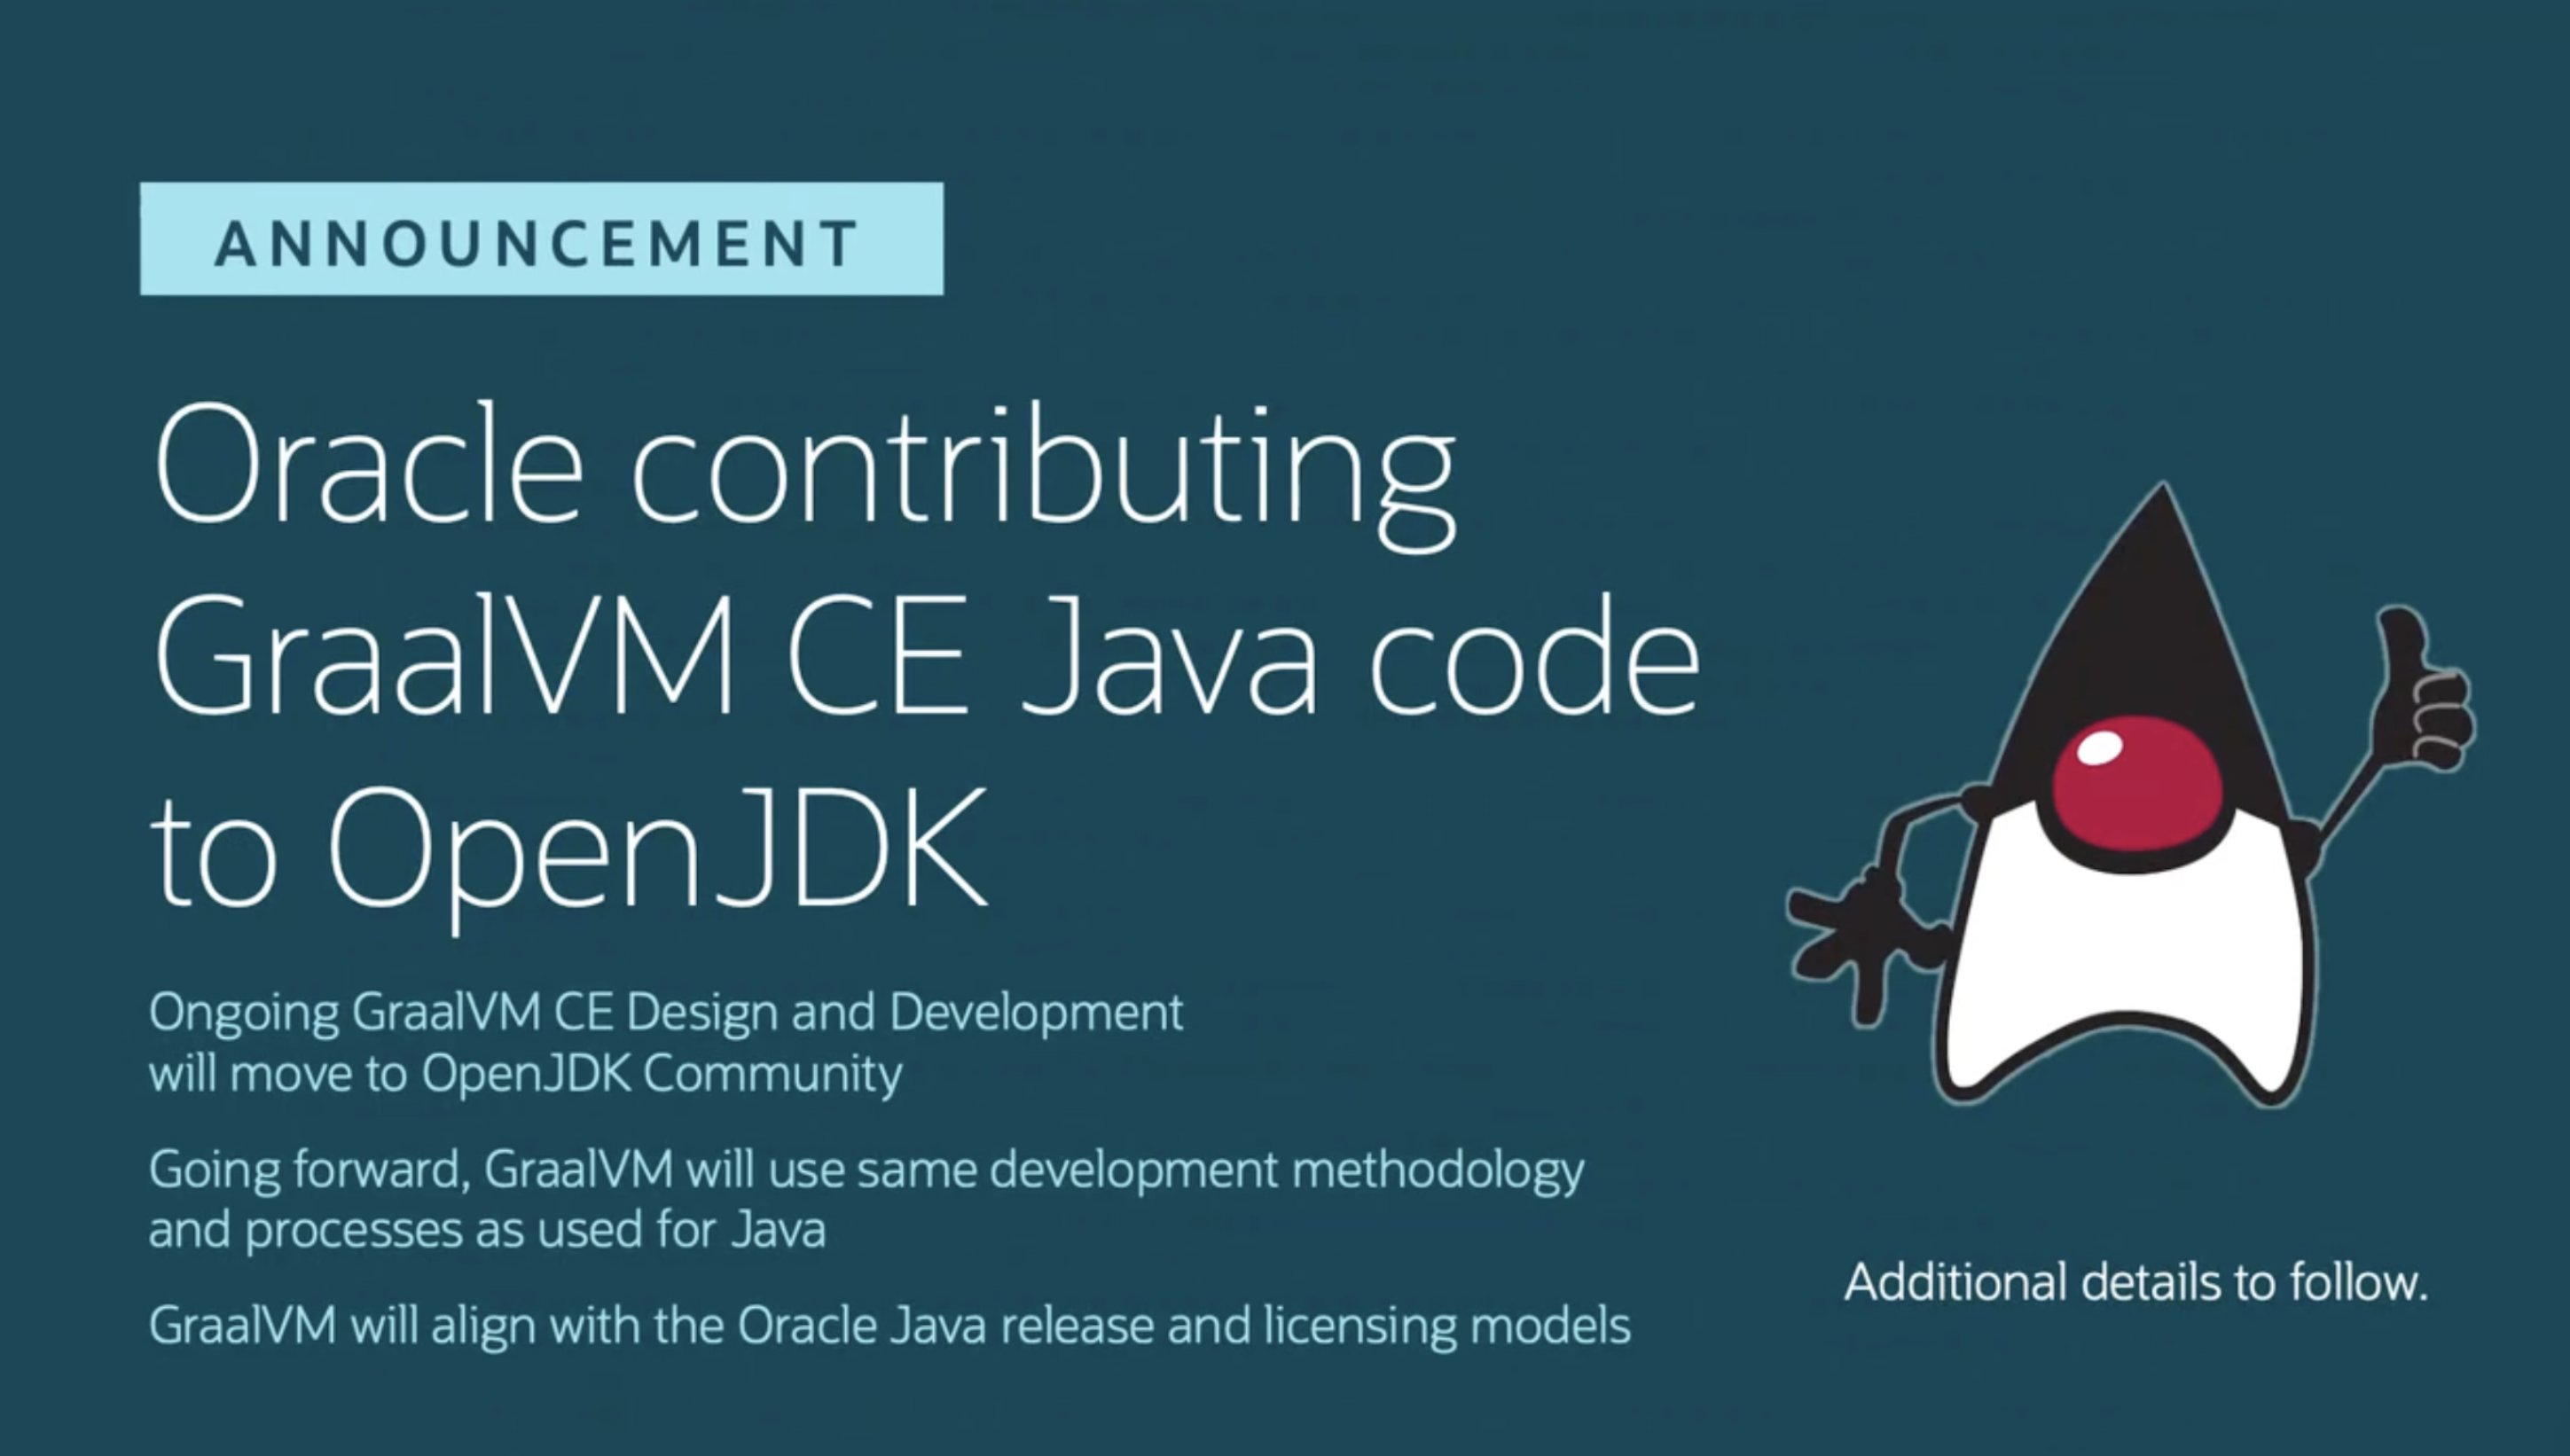 ANNOUNCEMENT
Oracle contributing
GraalVM CE Java code
to OpenJDK
Ongoing GraalVM CE Design and Development
will move to OpenJDK Community
Going forward, GraalVM will use same development methodology
and processes as used for Java
GraalVM will align with the Oracle Java release and licensing models
Additional details to follow.